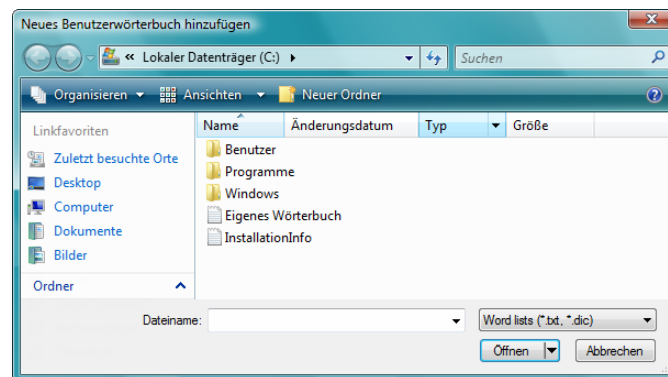 Neues Benutzerwörterbuch hinzufügen
« Lokaler Datenträger (C:)
Suchen
Organisieren Ansichten Neuer Ordner
Linkfavoriten
Zuletzt besuchte Orte
Desktop
Computer
Dokumente
Bilder
Ordner
Name Änderungsdatum Typ Größe
Benutzer
Programme
Windows
Eigenes Wörterbuch
InstallationInfo
Dateiname:
Word lists (*.txt, *.dic)
Öffnen Abbrechen